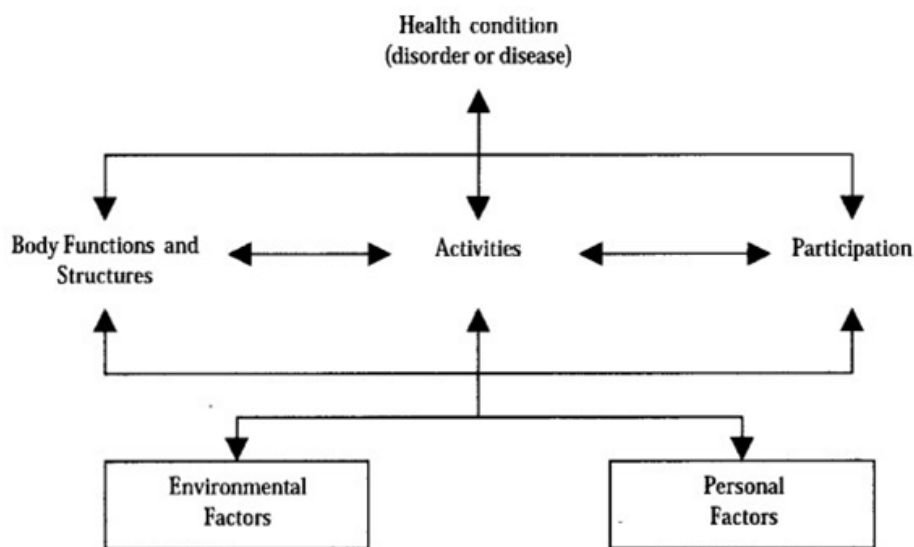 Health condition
(disorder or disease)
Body Functions and
Structures
Activities
Participation
Environmental
Factors
Personal
Factors